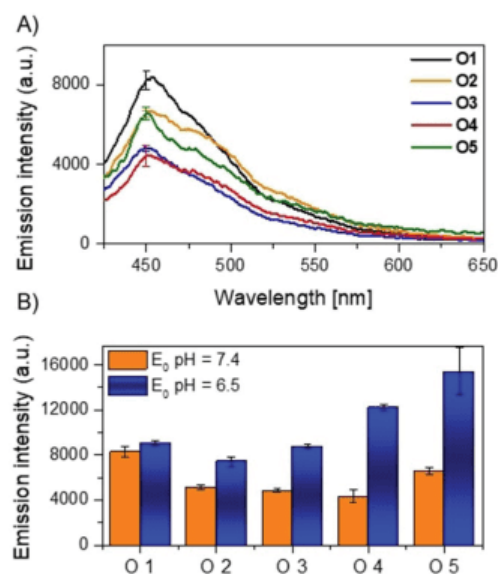 A)
Emission intensity (a.u.)
8000
4000
0
O1
O2
O3
O4
O5
450 500 550 600 650
Wavelength [nm]
B)
Emission intensity (a.u.)
16000
12000
8000
4000
0
E₀ pH = 7.4
E₀ pH = 6.5
O 1 O 2 O 3 O 4 O 5